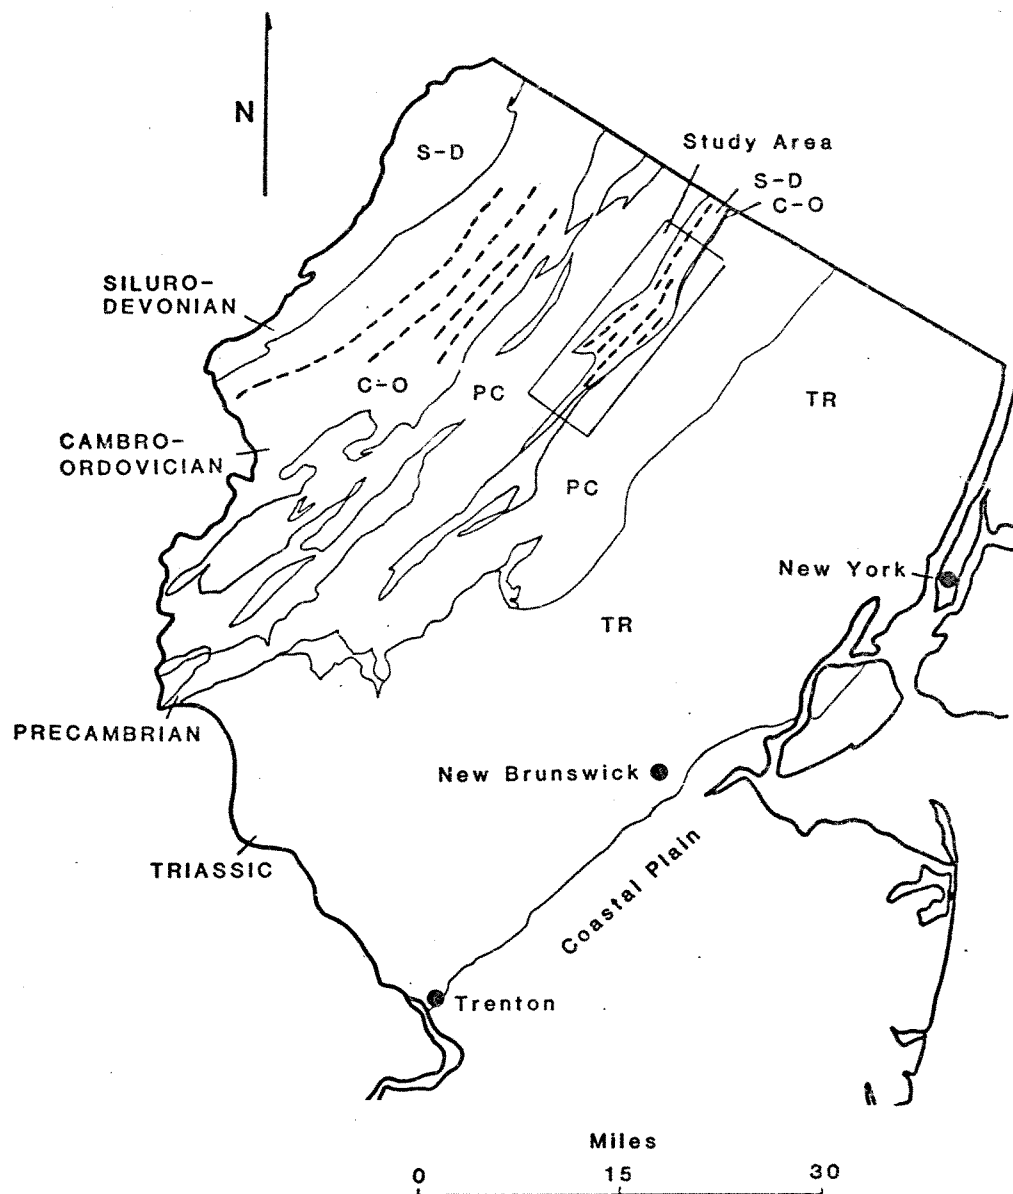 N
S-D
Study Area
S-D
C-O
SILURO-
DEVONIAN
C-O
PC
TR
CAMBRO-
ORDOVICIAN
PC
New York
TR
PRECAMBRIAN
New Brunswick
TRIASSIC
Coastal Plain
Trenton
Miles
0 15 30